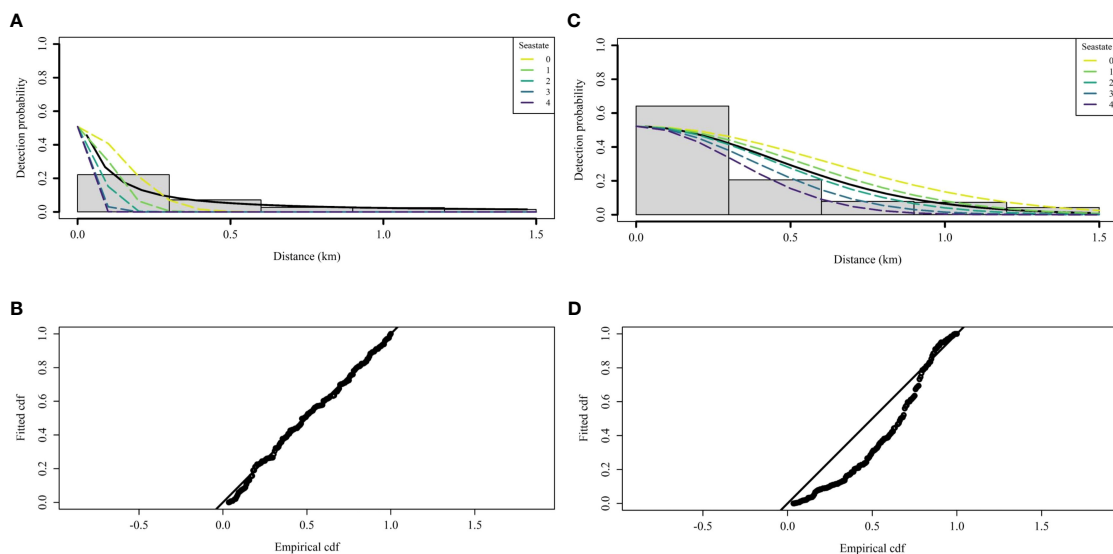 A
Detection probability
1.0
0.8
0.6
0.4
0.2
0.0
Seastate
0
1
2
3
4
0.0 0.5 1.0 1.5
Distance (km)
C
Detection probability
1.0
0.8
0.6
0.4
0.2
0.0
Seastate
0
1
2
3
4
0.0 0.5 1.0 1.5
Distance (km)
B
Fitted cdf
1.0
0.8
0.6
0.4
0.2
0.0
-0.5 0.0 0.5 1.0 1.5
Empirical cdf
D
Fitted cdf
1.0
0.8
0.6
0.4
0.2
0.0
-0.5 0.0 0.5 1.0 1.5
Empirical cdf